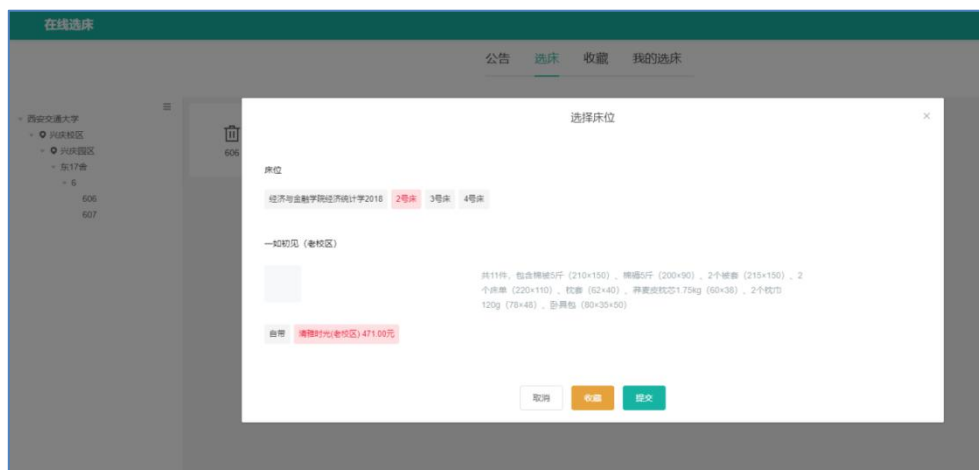 在线选床
公告 选床 收藏 我的选床
西安交通大学
兴庆校区
兴庆园区
东17舍
6
606
607
606
选择床位
床位
经济与金融学院经济统计学2018 2号床 3号床 4号床
一如初见（老校区）
共11件，包含棉被5斤（210×150）、棉褥5斤（200×90）、2个被套（215×150）、2
个床单（220×110）、枕套（62×40）、荞麦皮枕芯1.75kg（60×38）、2个枕巾
120g（78×48）、卧具包（80×35×50）
自带 清雅时光(老校区) 471.00元
取消 收藏 提交